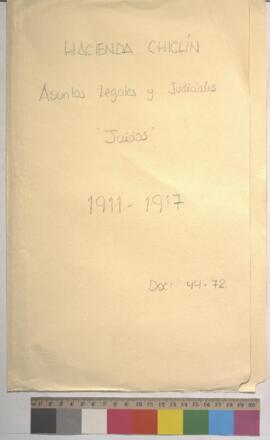 HACIENDA CHICLÍN
Asuntos Legales y Judiciales
"Juicios"
1911 - 1917
Doc: 44-72